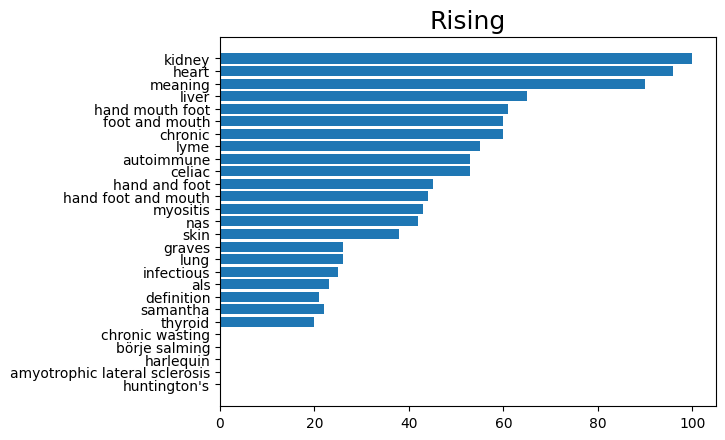 Rising
kidney
heart
meaning
liver
hand mouth foot
foot and mouth
chronic
lyme
autoimmune
celiac
hand and foot
hand foot and mouth
myositis
nas
skin
graves
lung
infectious
als
definition
samantha
thyroid
chronic wasting
börje salming
harlequin
amyotrophic lateral sclerosis
huntington's
0 20 40 60 80 100